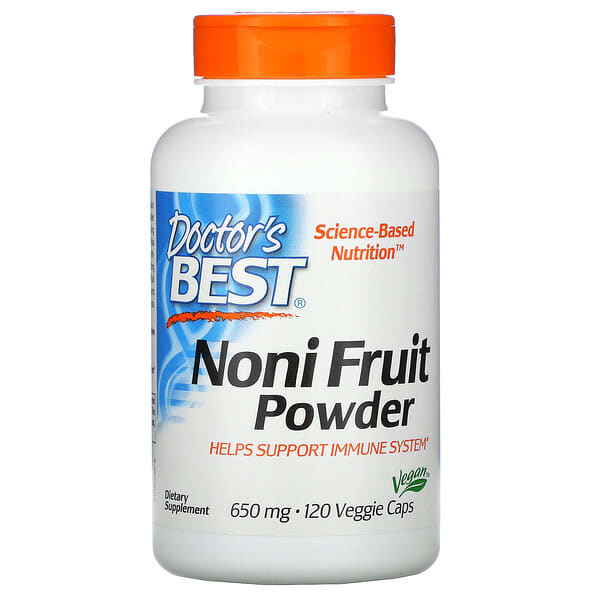 Doctor's
BEST®
Science-Based
Nutrition™
Noni Fruit
Powder
HELPS SUPPORT IMMUNE SYSTEM*
Vegan™
Dietary
Supplement
650 mg • 120 Veggie Caps